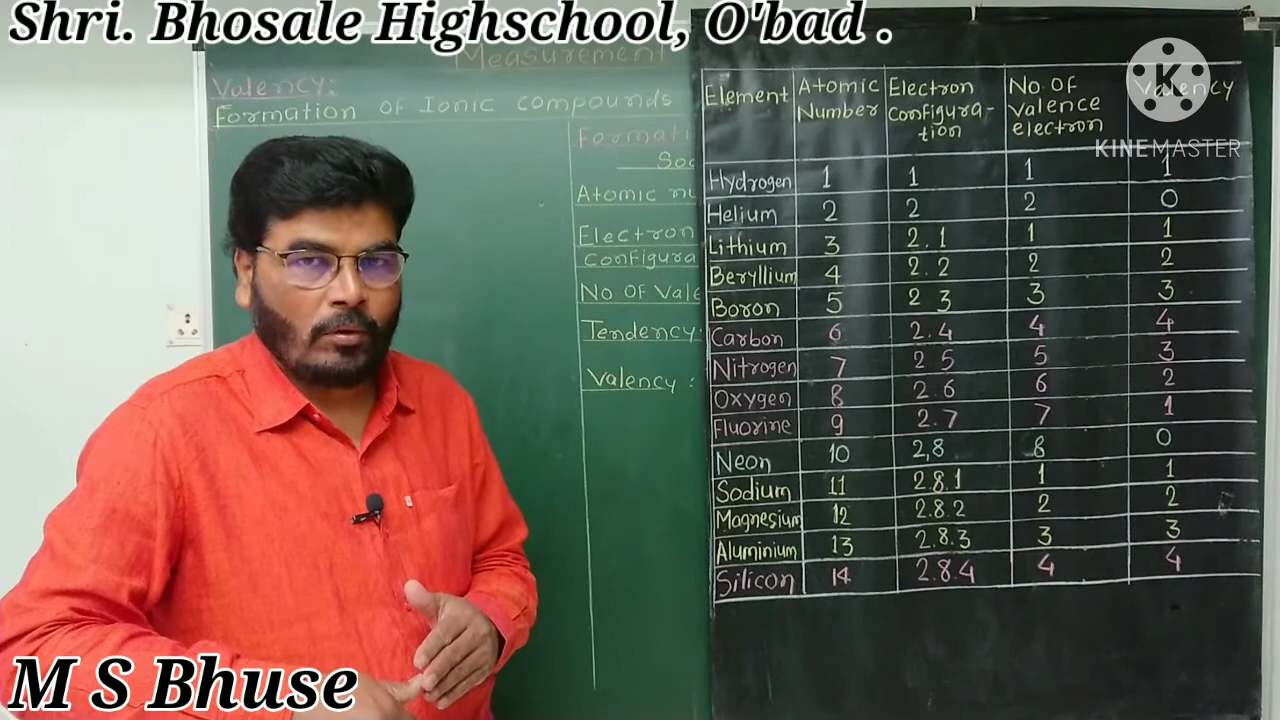 Shri. Bhosale Highschool, O'bad .
Measurement
Valency:
Formation of Ionic compounds
Formati
Soc
Atomic nu
Electron
configura
No Of Vale
Tendency:
Valency :
Element Atomic Number Electron configura-tion No Of Valence electron Valency
Hydrogen 1 1 1 1
Helium 2 2 2 0
Lithium 3 2.1 1 1
Beryllium 4 2.2 2 2
Boron 5 2 3 3 3
Carbon 6 2.4 4 4
Nitrogen 7 2 5 5 3
Oxygen 8 2.6 6 2
Fluorine 9 2.7 7 1
Neon 10 2,8 8 0
Sodium 11 2.8.1 1 1
Magnesium 12 2.8.2 2 2
Aluminium 13 2.8.3 3 3
Silicon 14 2.8.4 4 4
K
KINEMASTER
M S Bhuse